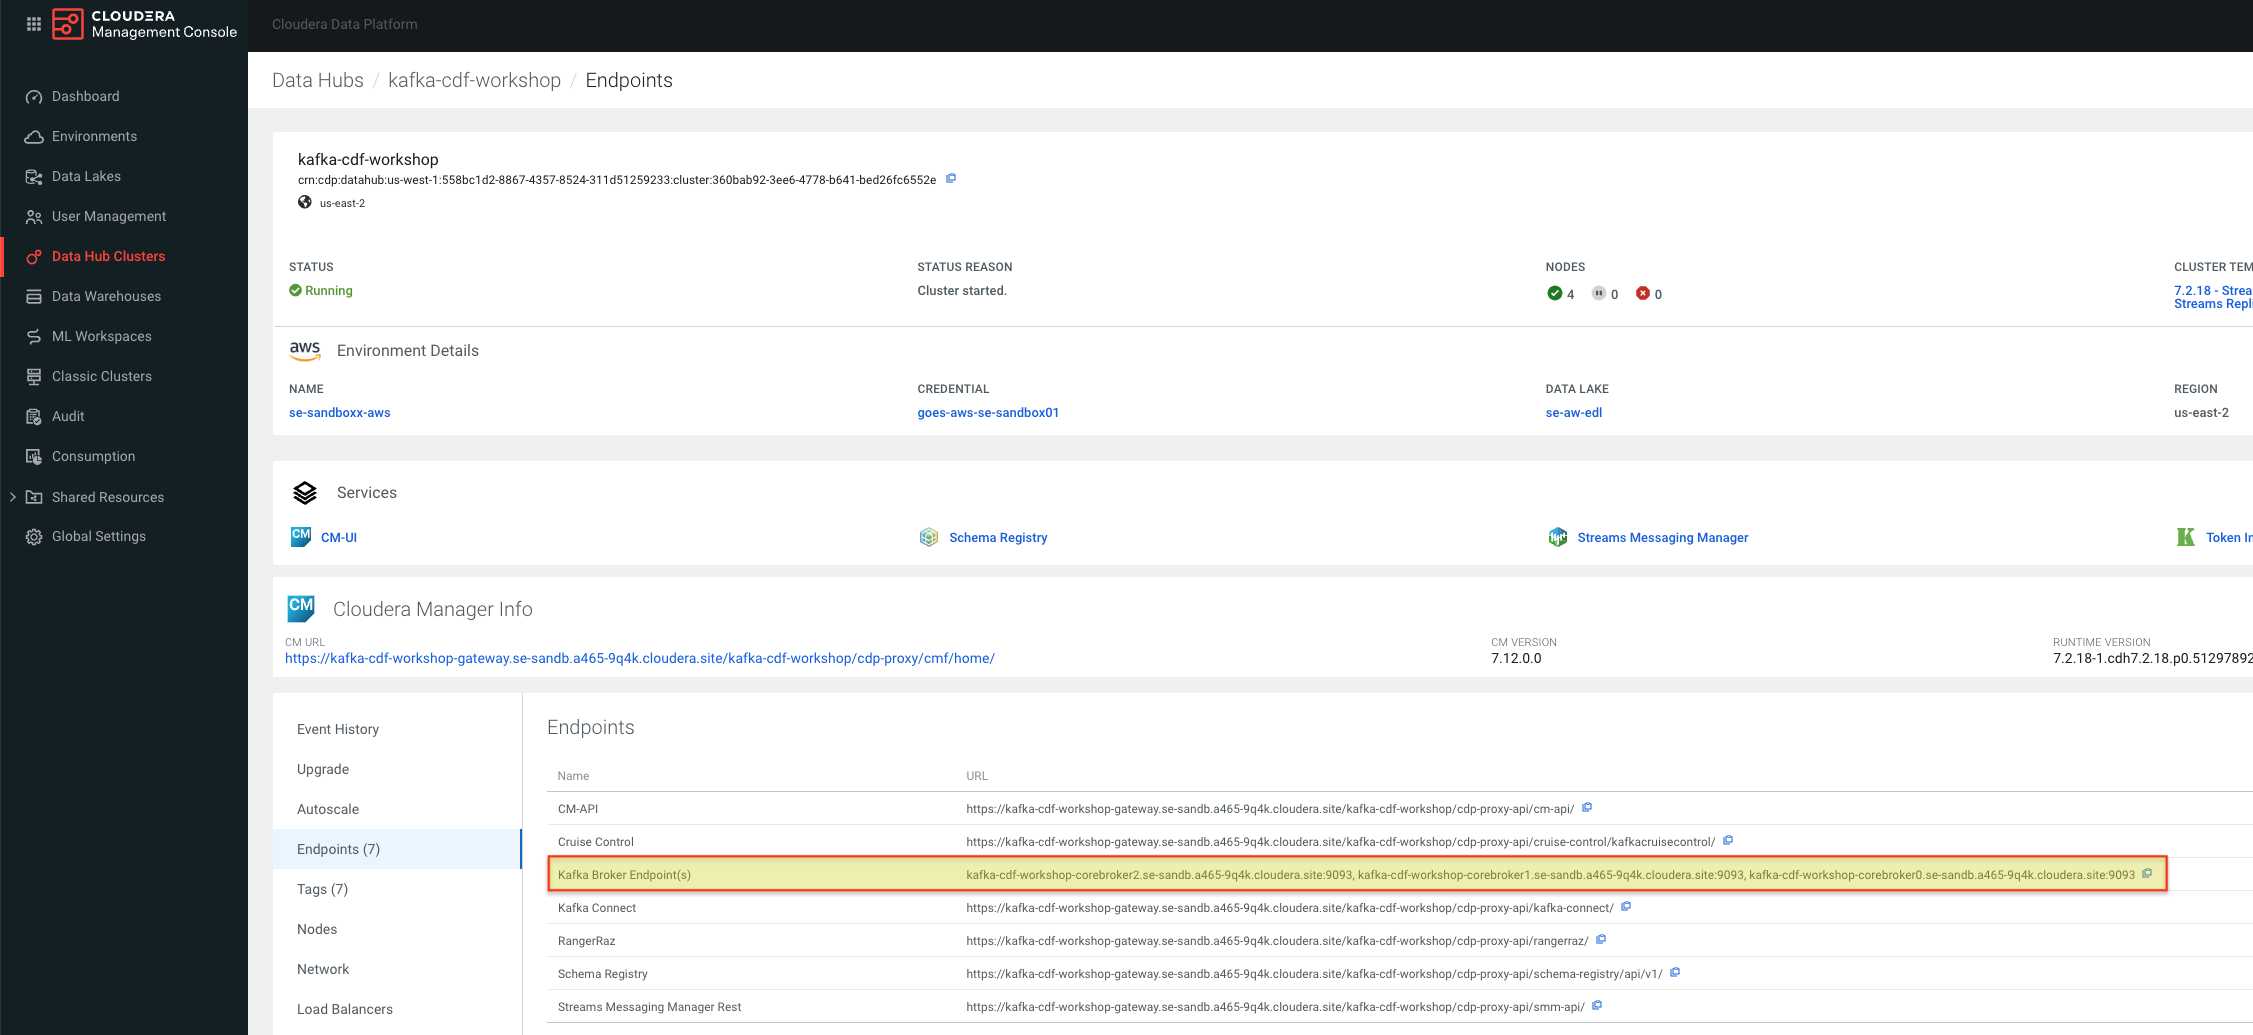 CLOUDERA
Management Console
Cloudera Data Platform
Dashboard
Environments
Data Lakes
User Management
Data Hub Clusters
Data Warehouses
ML Workspaces
Classic Clusters
Audit
Consumption
Shared Resources
Global Settings
Data Hubs / kafka-cdf-workshop / Endpoints
kafka-cdf-workshop
crn:cdp:datahub:us-west-1:558bc1d2-8867-4357-8524-311d51259233:cluster:360bab92-3ee6-4778-b641-bed26fc6552e
us-east-2
STATUS
Running
STATUS REASON
Cluster started.
NODES
4 0 0
CLUSTER TEM
7.2.18 - Strea
Streams Repli
aws Environment Details
NAME
se-sandboxx-aws
CREDENTIAL
goes-aws-se-sandbox01
DATA LAKE
se-aw-edl
REGION
us-east-2
Services
CM CM-UI
Schema Registry
Streams Messaging Manager
K Token In
CM Cloudera Manager Info
CM URL
https://kafka-cdf-workshop-gateway.se-sandb.a465-9q4k.cloudera.site/kafka-cdf-workshop/cdp-proxy/cmf/home/
CM VERSION
7.12.0.0
RUNTIME VERSION
7.2.18-1.cdh7.2.18.p0.51297892
Event History
Upgrade
Autoscale
Endpoints (7)
Tags (7)
Nodes
Network
Load Balancers
Endpoints
Name URL
CM-API https://kafka-cdf-workshop-gateway.se-sandb.a465-9q4k.cloudera.site/kafka-cdf-workshop/cdp-proxy-api/cm-api/
Cruise Control https://kafka-cdf-workshop-gateway.se-sandb.a465-9q4k.cloudera.site/kafka-cdf-workshop/cdp-proxy-api/cruise-control/kafkacruisecontrol/
Kafka Broker Endpoint(s) kafka-cdf-workshop-corebroker2.se-sandb.a465-9q4k.cloudera.site:9093, kafka-cdf-workshop-corebroker1.se-sandb.a465-9q4k.cloudera.site:9093, kafka-cdf-workshop-corebroker0.se-sandb.a465-9q4k.cloudera.site:9093
Kafka Connect https://kafka-cdf-workshop-gateway.se-sandb.a465-9q4k.cloudera.site/kafka-cdf-workshop/cdp-proxy-api/kafka-connect/
RangerRaz https://kafka-cdf-workshop-gateway.se-sandb.a465-9q4k.cloudera.site/kafka-cdf-workshop/cdp-proxy-api/rangerraz/
Schema Registry https://kafka-cdf-workshop-gateway.se-sandb.a465-9q4k.cloudera.site/kafka-cdf-workshop/cdp-proxy-api/schema-registry/api/v1/
Streams Messaging Manager Rest https://kafka-cdf-workshop-gateway.se-sandb.a465-9q4k.cloudera.site/kafka-cdf-workshop/cdp-proxy-api/smm-api/